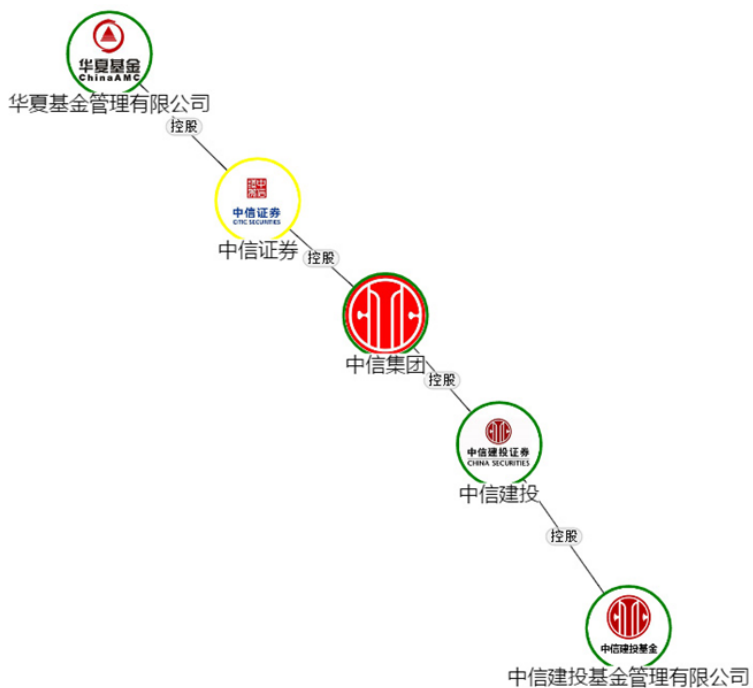 华夏基金
ChinaAMC
华夏基金管理有限公司
控股
中信证券
CITIC SECURITIES
中信证券
控股
中信集团
控股
中信建投证券
CHINA SECURITIES
中信建投
控股
中信建投基金
中信建投基金管理有限公司